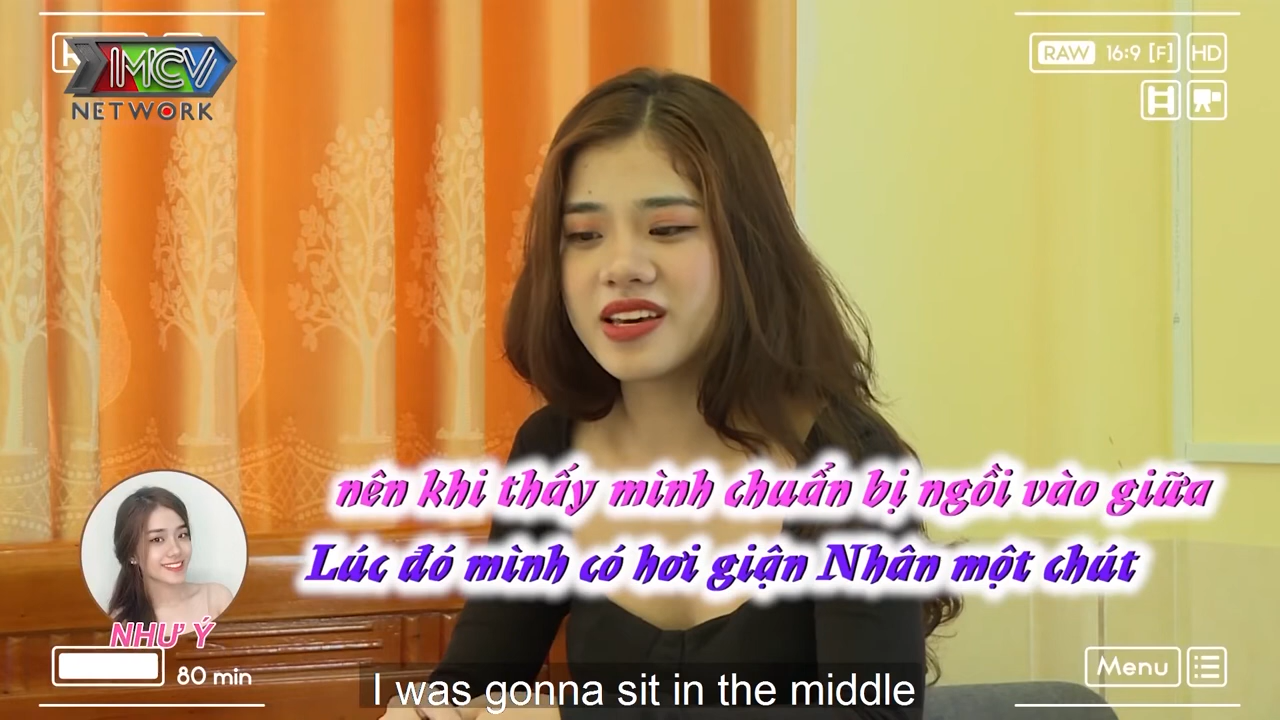 MCV
NETWORK
RAW 16:9 [F] HD
nên khi thấy mình chuẩn bị ngồi vào giữa
Lúc đó mình có hơi giận Nhân một chút
NHƯ Ý
80 min
Menu
I was gonna sit in the middle